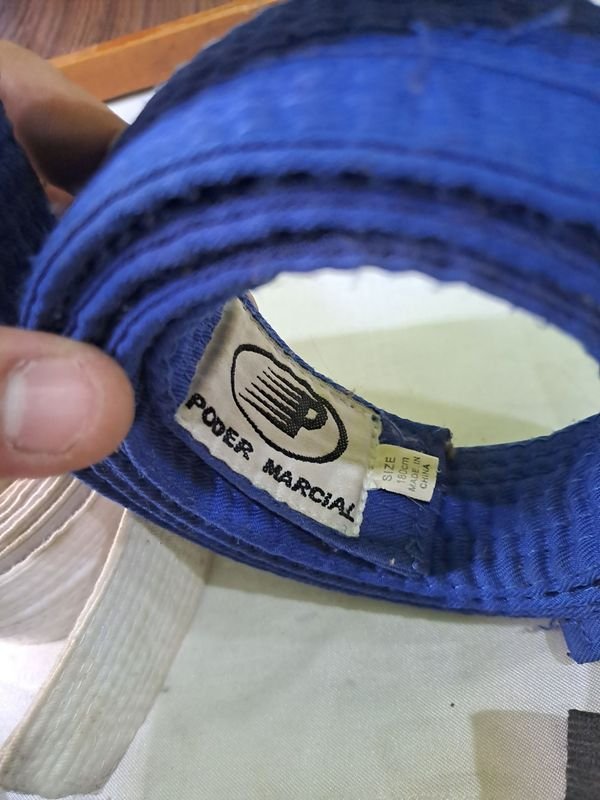 PODER MARCIAL
SIZE
180cm
MADE IN
CHINA